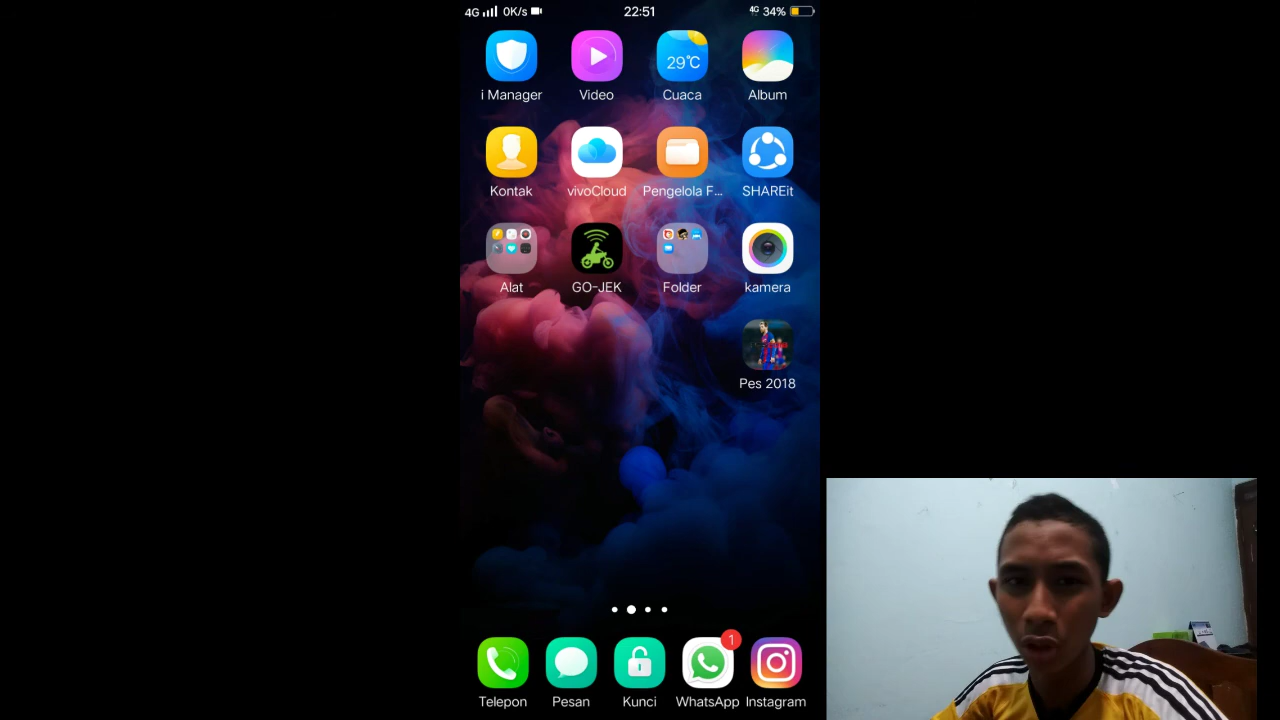 4G 0K/s 22:51 4G 34%
29°C
i Manager Video Cuaca Album
Kontak vivoCloud Pengelola F... SHAREit
Alat GO-JEK Folder kamera
Pes 2018
1
Telepon Pesan Kunci WhatsApp Instagram